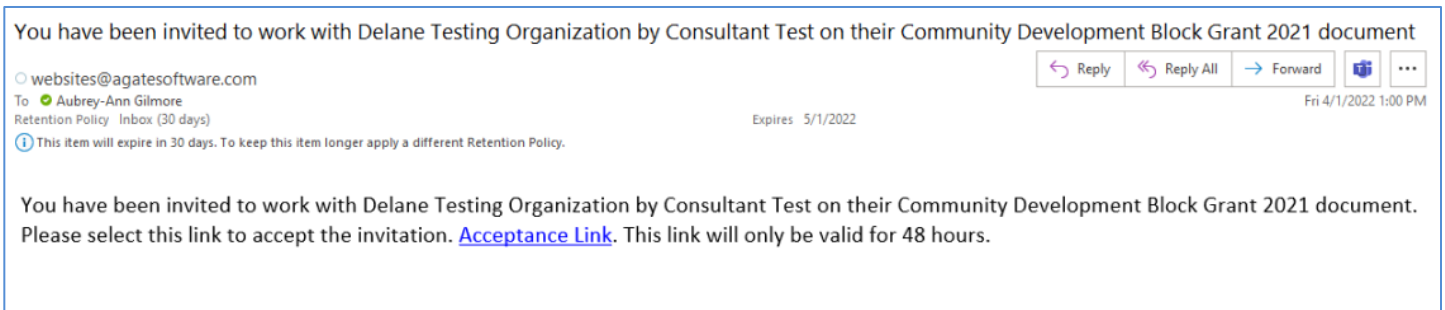 You have been invited to work with Delane Testing Organization by Consultant Test on their Community Development Block Grant 2021 document
websites@agatesoftware.com
Reply Reply All Forward ...
To Aubrey-Ann Gilmore
Fri 4/1/2022 1:00 PM
Retention Policy Inbox (30 days) Expires 5/1/2022
This item will expire in 30 days. To keep this item longer apply a different Retention Policy.
You have been invited to work with Delane Testing Organization by Consultant Test on their Community Development Block Grant 2021 document.
Please select this link to accept the invitation. Acceptance Link. This link will only be valid for 48 hours.